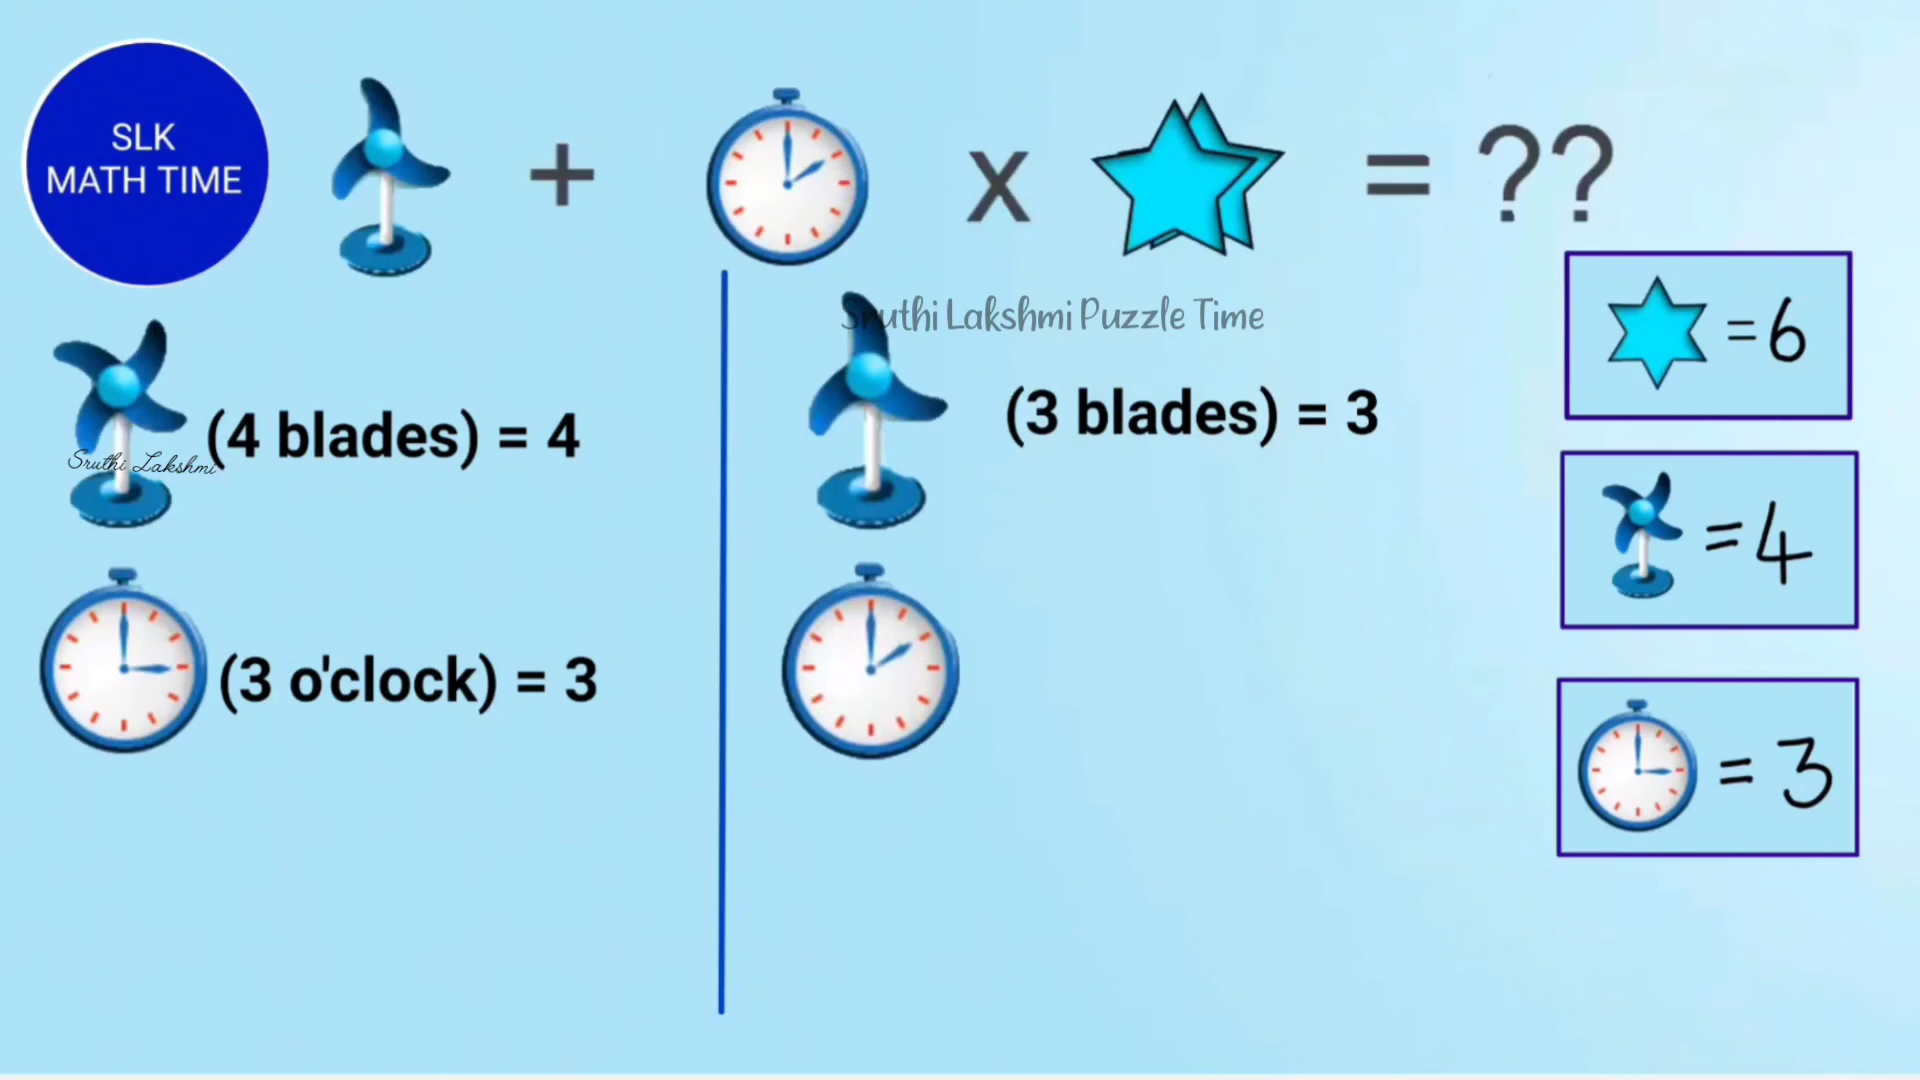 SLK
MATH TIME
+ x = ??
Sruthi Lakshmi Puzzle Time
= 6
(4 blades) = 4
(3 blades) = 3
Sruthi Lakshmi
= 4
(3 o'clock) = 3
= 3